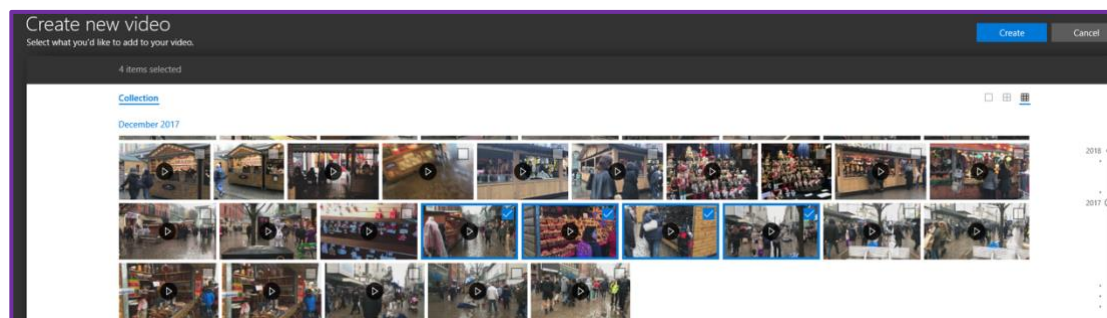 Create new video
Select what you'd like to add to your video.
Create
Cancel
4 items selected
Collection
December 2017
2018
2017